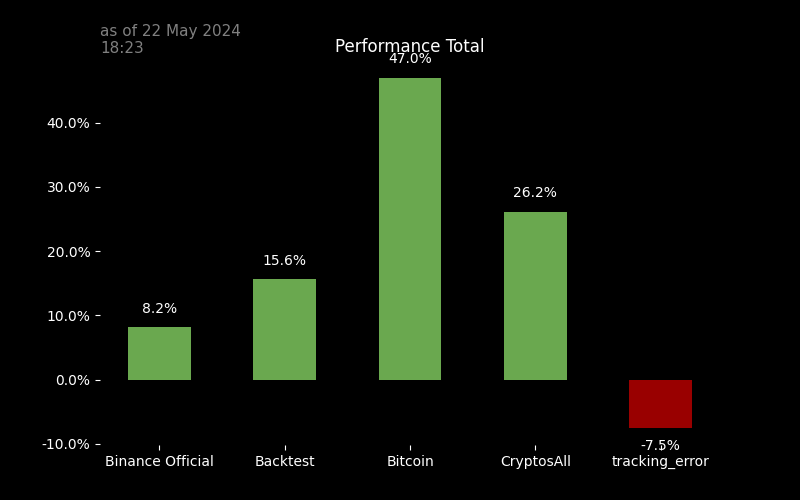 as of 22 May 2024
18:23
Performance Total
47.0%
40.0%
30.0%
26.2%
20.0%
15.6%
10.0%
8.2%
0.0%
-10.0%
-7.5%
Binance Official
Backtest
Bitcoin
CryptosAll
tracking_error